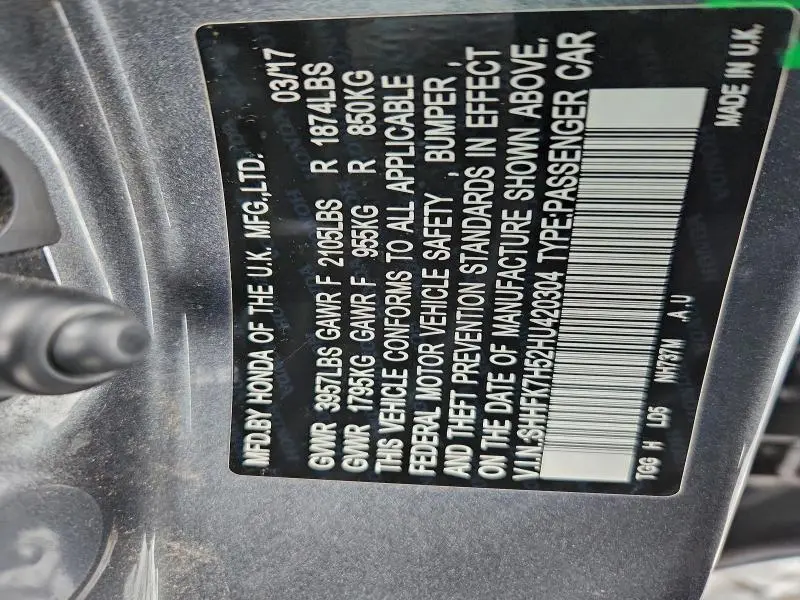 MFD.BY HONDA OF THE U.K. MFG.,LTD. 03/17
GVWR 3957LBS GAWR F 2105LBS R 1874LBS
GVWR 1795KG GAWR F 955KG R 850KG
THIS VEHICLE CONFORMS TO ALL APPLICABLE
FEDERAL MOTOR VEHICLE SAFETY , BUMPER ,
AND THEFT PREVENTION STANDARDS IN EFFECT
ON THE DATE OF MANUFACTURE SHOWN ABOVE.
V.I.N:SHHFK7H52HU420304 TYPE:PASSENGER CAR
TGG H LD5 NH737M .A.U
MADE IN U.K.